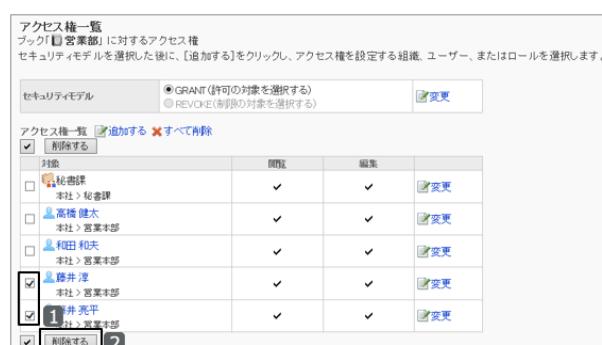 アクセス権一覧
ブック「営業部」に対するアクセス権
セキュリティモデルを選択した後に、[追加する]をクリックし、アクセス権を設定する組織、ユーザー、またはロールを選択します。
セキュリティモデル
GRANT(許可の対象を選択する)
REVOKE(制限の対象を選択する)
変更
アクセス権一覧 追加する すべて削除
削除する
対象 閲覧 編集
秘書課 変更
本社 > 秘書課
高橋 健太 変更
本社 > 営業本部
和田 和夫 変更
本社 > 営業本部
藤井 淳 変更
本社 > 営業本部
井 亮平 変更
1 社 > 営業本部
削除する 2